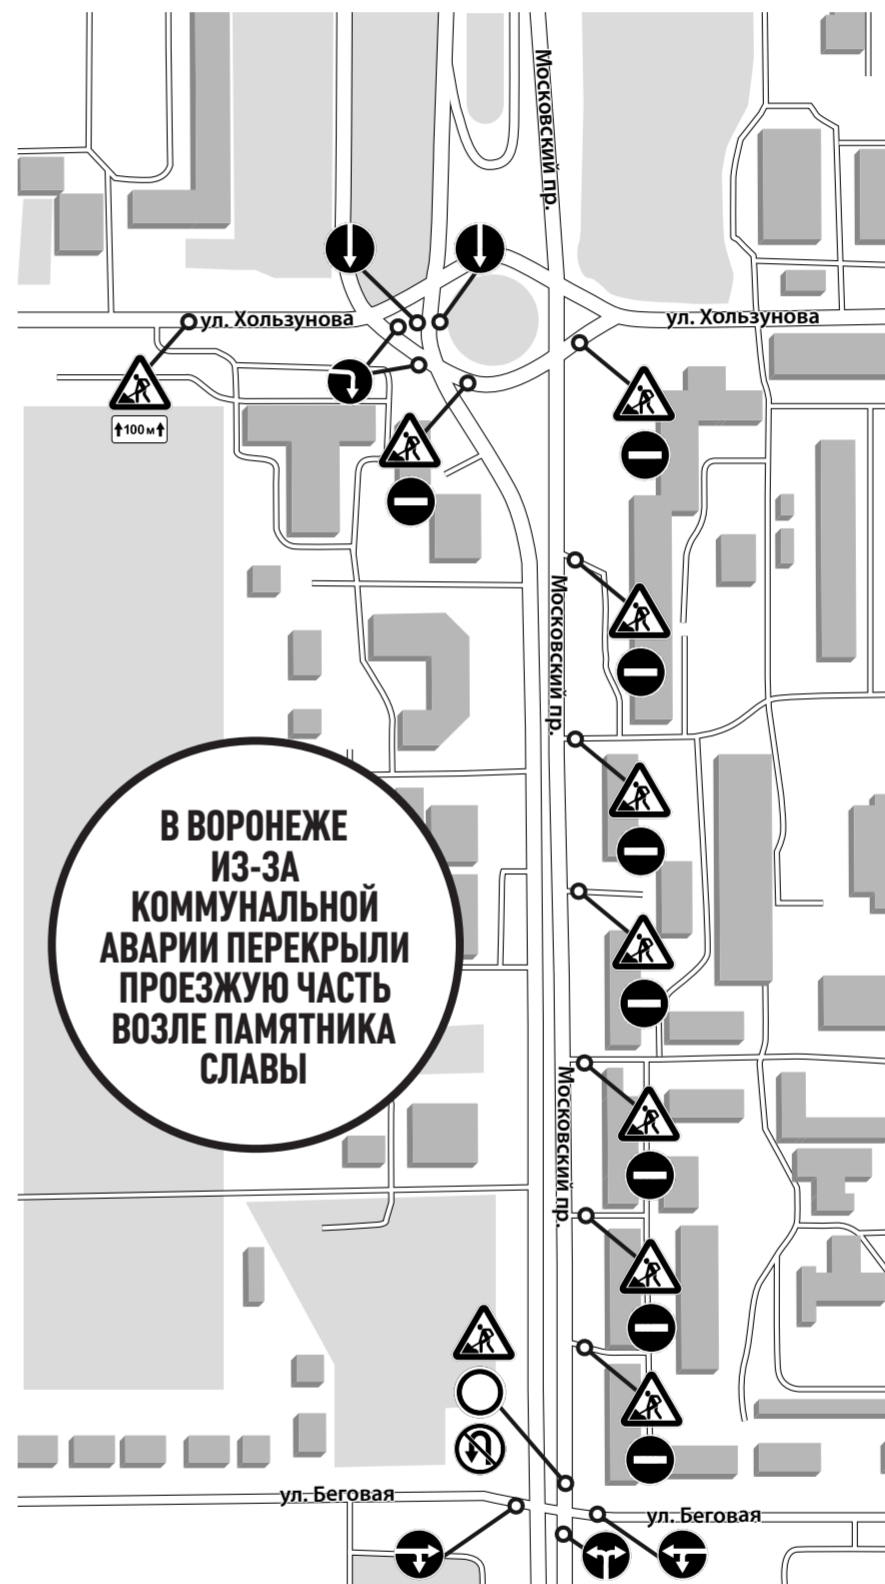 Московский пр.
ул. Хользунова
ул. Хользунова
100 м
Московский пр.
В ВОРОНЕЖЕ
ИЗ-ЗА
КОММУНАЛЬНОЙ
АВАРИИ ПЕРЕКРЫЛИ
ПРОЕЗЖУЮ ЧАСТЬ
ВОЗЛЕ ПАМЯТНИКА
СЛАВЫ
Московский пр.
ул. Беговая
ул. Беговая